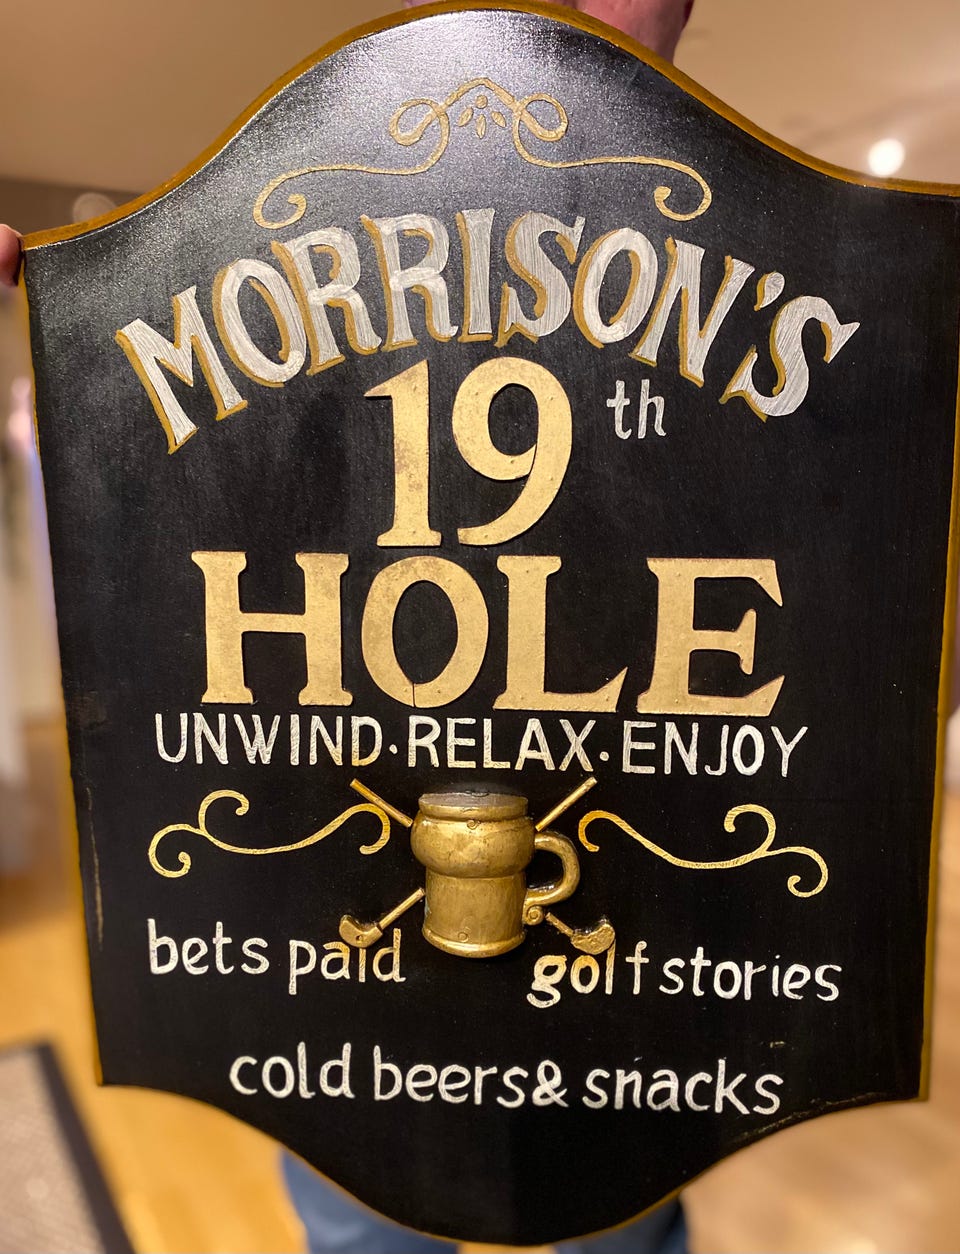 MORRISON'S
19th
HOLE
UNWIND·RELAX·ENJOY
bets paid golf stories
cold beers & snacks